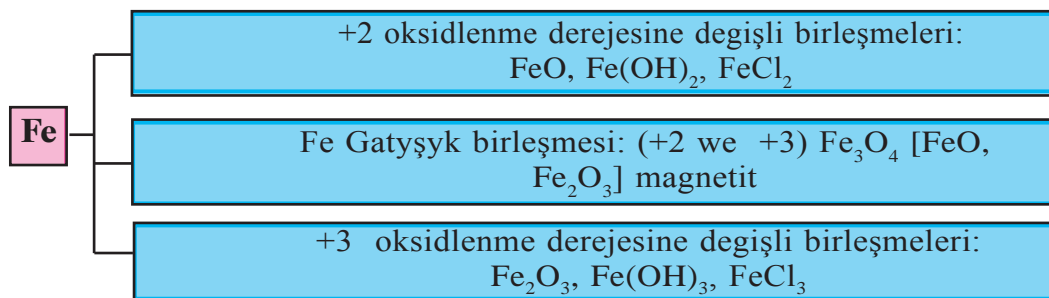 +2 oksidlenme derejesine degişli birleşmeleri:
FeO, Fe(OH)₂, FeCl₂
Fe
Fe Gatyşyk birleşmesi: (+2 we +3) Fe₃O₄ [FeO,
Fe₂O₃] magnetit
+3 oksidlenme derejesine degişli birleşmeleri:
Fe₂O₃, Fe(OH)₃, FeCl₃